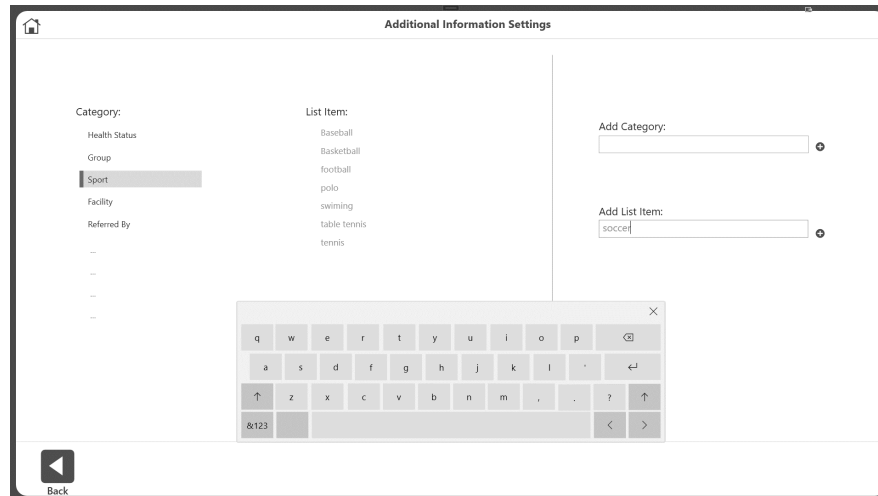 Additional Information Settings
Category:
Health Status
Group
Sport
Facility
Referred By
...
...
...
...
List Item:
Baseball
Basketball
football
polo
swiming
table tennis
tennis
Add Category:
Add List Item:
soccer
q w e r t y u i o p
a s d f g h j k l '
z x c v b n m , . ?
&123 < >
Back